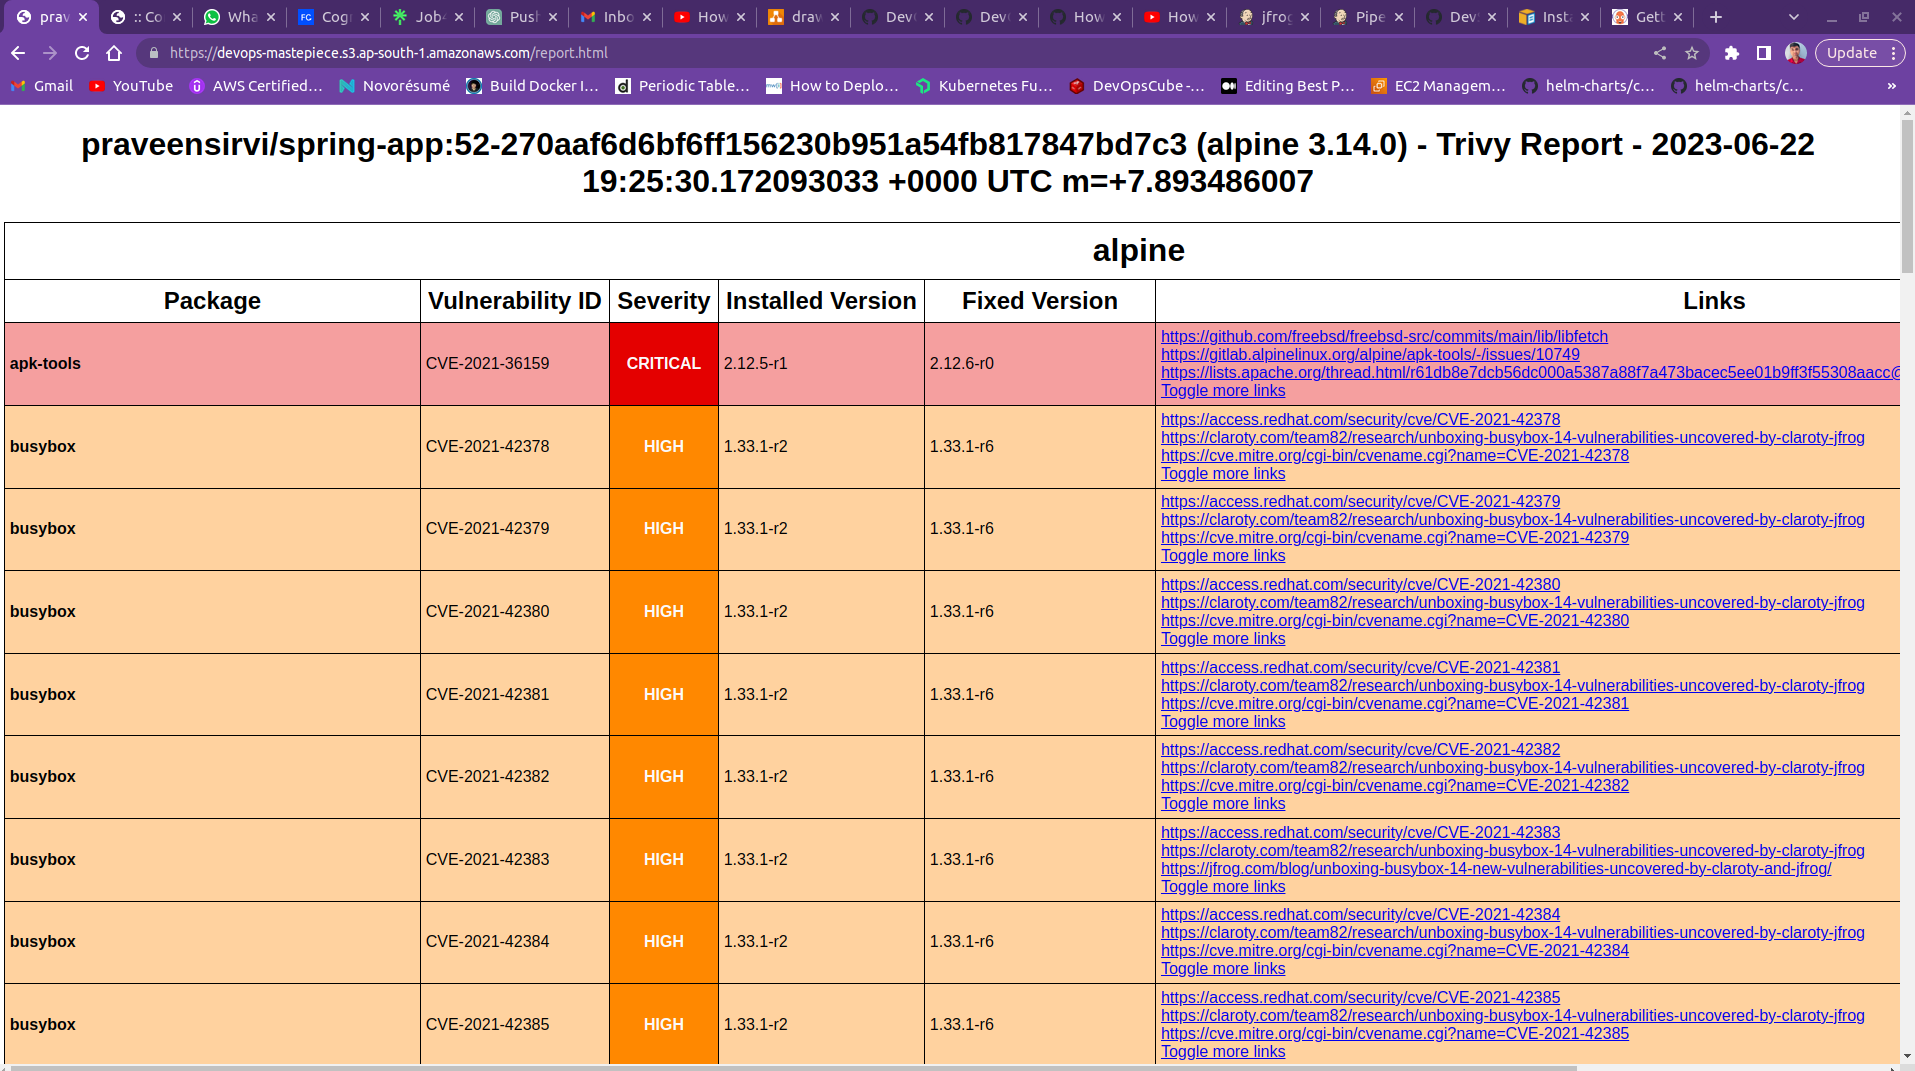 prav
:: Co
Wha
FG Cogr
Job
Push
Inbo
How
draw
Dev
Dev
How
How
jfrog
Pipe
Dev
Insta
Gett
https://devops-mastepiece.s3.ap-south-1.amazonaws.com/report.html
Update
Gmail
YouTube
AWS Certified...
Novorésumé
Build Docker I...
Periodic Table...
How to Deplo...
Kubernetes Fu...
DevOpsCube -...
Editing Best P...
EC2 Managem...
helm-charts/c...
helm-charts/c...
»
praveensirvi/spring-app:52-270aaf6d6bf6ff156230b951a54fb817847bd7c3 (alpine 3.14.0) - Trivy Report - 2023-06-22
19:25:30.172093033 +0000 UTC m=+7.893486007
alpine
Package Vulnerability ID Severity Installed Version Fixed Version Links
apk-tools CVE-2021-36159 CRITICAL 2.12.5-r1 2.12.6-r0
https://github.com/freebsd/freebsd-src/commits/main/lib/libfetch
https://gitlab.alpinelinux.org/alpine/apk-tools/-/issues/10749
https://lists.apache.org/thread.html/r61db8e7dcb56dc000a5387a88f7a473bacec5ee01b9ff3f55308aacc@
Toggle more links
busybox CVE-2021-42378 HIGH 1.33.1-r2 1.33.1-r6
https://access.redhat.com/security/cve/CVE-2021-42378
https://claroty.com/team82/research/unboxing-busybox-14-vulnerabilities-uncovered-by-claroty-jfrog
https://cve.mitre.org/cgi-bin/cvename.cgi?name=CVE-2021-42378
Toggle more links
busybox CVE-2021-42379 HIGH 1.33.1-r2 1.33.1-r6
https://access.redhat.com/security/cve/CVE-2021-42379
https://claroty.com/team82/research/unboxing-busybox-14-vulnerabilities-uncovered-by-claroty-jfrog
https://cve.mitre.org/cgi-bin/cvename.cgi?name=CVE-2021-42379
Toggle more links
busybox CVE-2021-42380 HIGH 1.33.1-r2 1.33.1-r6
https://access.redhat.com/security/cve/CVE-2021-42380
https://claroty.com/team82/research/unboxing-busybox-14-vulnerabilities-uncovered-by-claroty-jfrog
https://cve.mitre.org/cgi-bin/cvename.cgi?name=CVE-2021-42380
Toggle more links
busybox CVE-2021-42381 HIGH 1.33.1-r2 1.33.1-r6
https://access.redhat.com/security/cve/CVE-2021-42381
https://claroty.com/team82/research/unboxing-busybox-14-vulnerabilities-uncovered-by-claroty-jfrog
https://cve.mitre.org/cgi-bin/cvename.cgi?name=CVE-2021-42381
Toggle more links
busybox CVE-2021-42382 HIGH 1.33.1-r2 1.33.1-r6
https://access.redhat.com/security/cve/CVE-2021-42382
https://claroty.com/team82/research/unboxing-busybox-14-vulnerabilities-uncovered-by-claroty-jfrog
https://cve.mitre.org/cgi-bin/cvename.cgi?name=CVE-2021-42382
Toggle more links
busybox CVE-2021-42383 HIGH 1.33.1-r2 1.33.1-r6
https://access.redhat.com/security/cve/CVE-2021-42383
https://claroty.com/team82/research/unboxing-busybox-14-vulnerabilities-uncovered-by-claroty-jfrog
https://jfrog.com/blog/unboxing-busybox-14-new-vulnerabilities-uncovered-by-claroty-and-jfrog/
Toggle more links
busybox CVE-2021-42384 HIGH 1.33.1-r2 1.33.1-r6
https://access.redhat.com/security/cve/CVE-2021-42384
https://claroty.com/team82/research/unboxing-busybox-14-vulnerabilities-uncovered-by-claroty-jfrog
https://cve.mitre.org/cgi-bin/cvename.cgi?name=CVE-2021-42384
Toggle more links
busybox CVE-2021-42385 HIGH 1.33.1-r2 1.33.1-r6
https://access.redhat.com/security/cve/CVE-2021-42385
https://claroty.com/team82/research/unboxing-busybox-14-vulnerabilities-uncovered-by-claroty-jfrog
https://cve.mitre.org/cgi-bin/cvename.cgi?name=CVE-2021-42385
Toggle more links